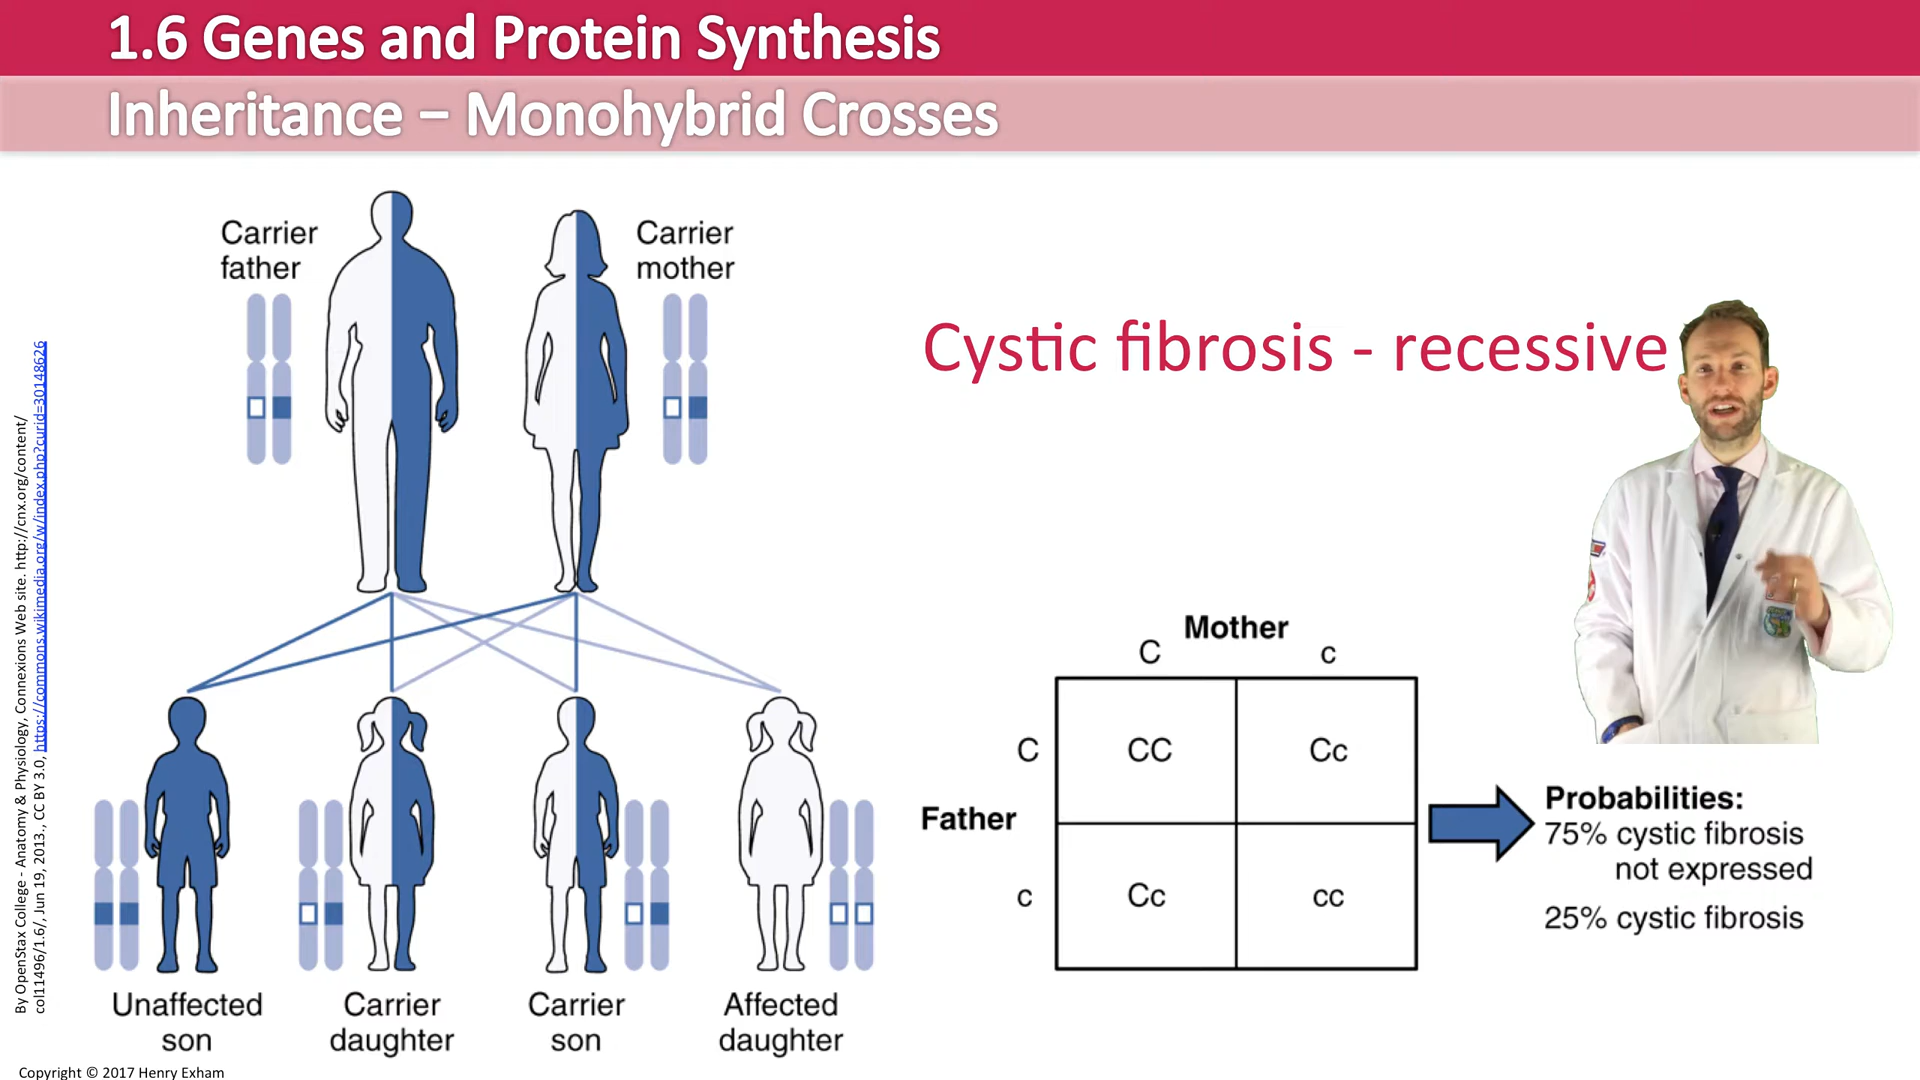 1.6 Genes and Protein Synthesis
Inheritance – Monohybrid Crosses
Carrier
father
Carrier
mother
Cystic fibrosis - recessive
By OpenStax College - Anatomy & Physiology, Connexions Web site. http://cnx.org/content/
col11496/1.6/, Jun 19, 2013., CC BY 3.0, https://commons.wikimedia.org/w/index.php?curid=30148626
Mother
C c
C CC Cc
Father
c Cc cc
Probabilities:
75% cystic fibrosis
not expressed
25% cystic fibrosis
Unaffected
son
Carrier
daughter
Carrier
son
Affected
daughter
Copyright © 2017 Henry Exham